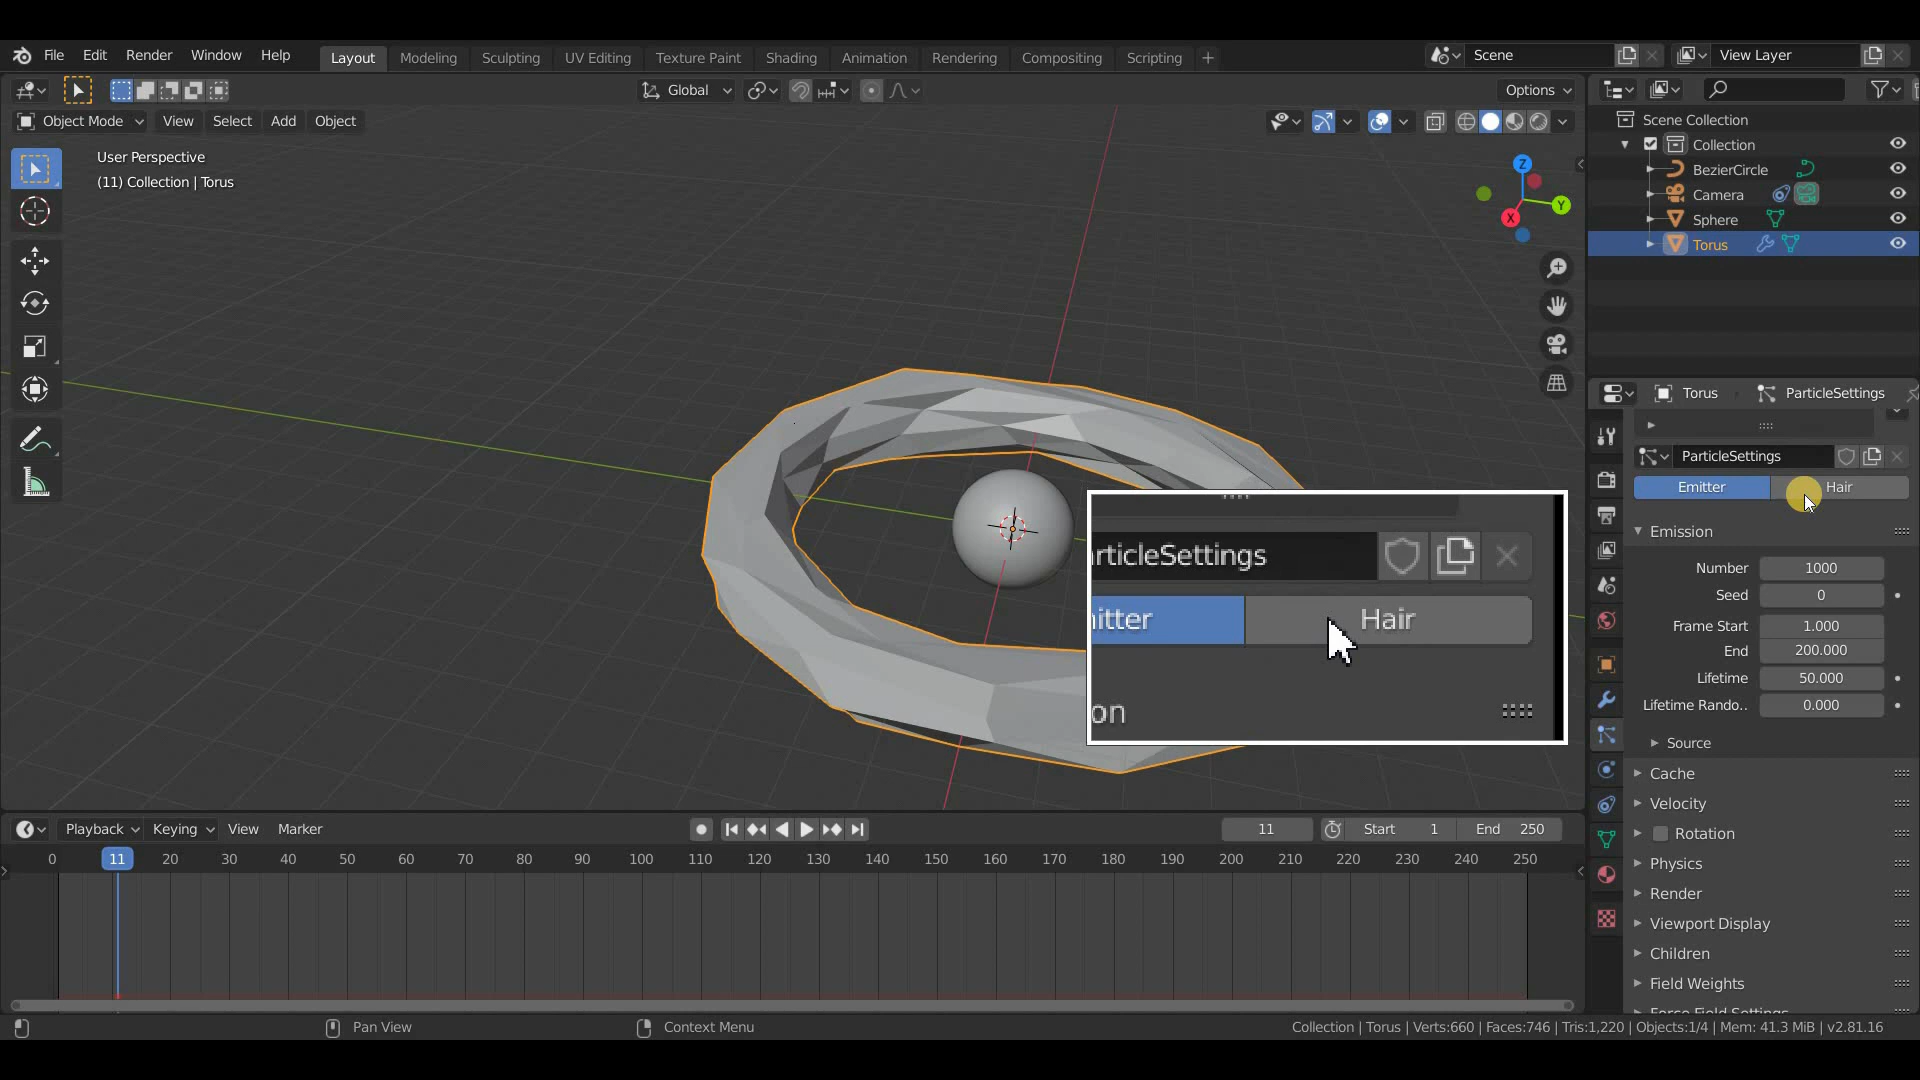 File Edit Render Window Help Layout Modeling Sculpting UV Editing Texture Paint Shading Animation Rendering Compositing Scripting + Scene View Layer
Global Options
Object Mode View Select Add Object
User Perspective
(11) Collection | Torus
Z
Y
X
Scene Collection
Collection
BezierCircle
Camera
Sphere
Torus
Torus ParticleSettings
ParticleSettings
Emitter Hair
Emission
Number 1000
Seed 0
Frame Start 1.000
End 200.000
Lifetime 50.000
Lifetime Rando.. 0.000
Source
Cache
Velocity
Rotation
Physics
Render
Viewport Display
Children
Field Weights
Force Field Settings
rticleSettings
itter Hair
on
Playback Keying View Marker 11 Start 1 End 250
0 11 20 30 40 50 60 70 80 90 100 110 120 130 140 150 160 170 180 190 200 210 220 230 240 250
Pan View Context Menu Collection | Torus | Verts:660 | Faces:746 | Tris:1,220 | Objects:1/4 | Mem: 41.3 MiB | v2.81.16